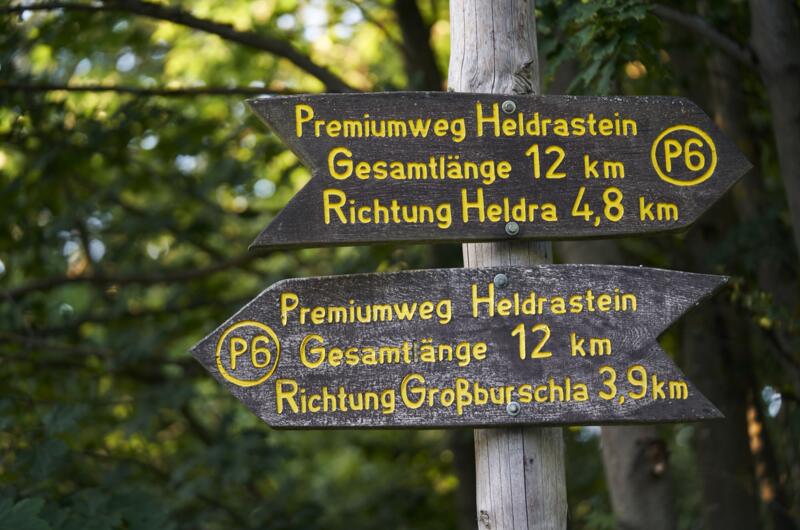 Premiumweg Heldrastein
Gesamtlänge 12 km
Richtung Heldra 4,8 km
P6
Premiumweg Heldrastein
P6
Gesamtlänge 12 km
Richtung Großburschla 3,9 km